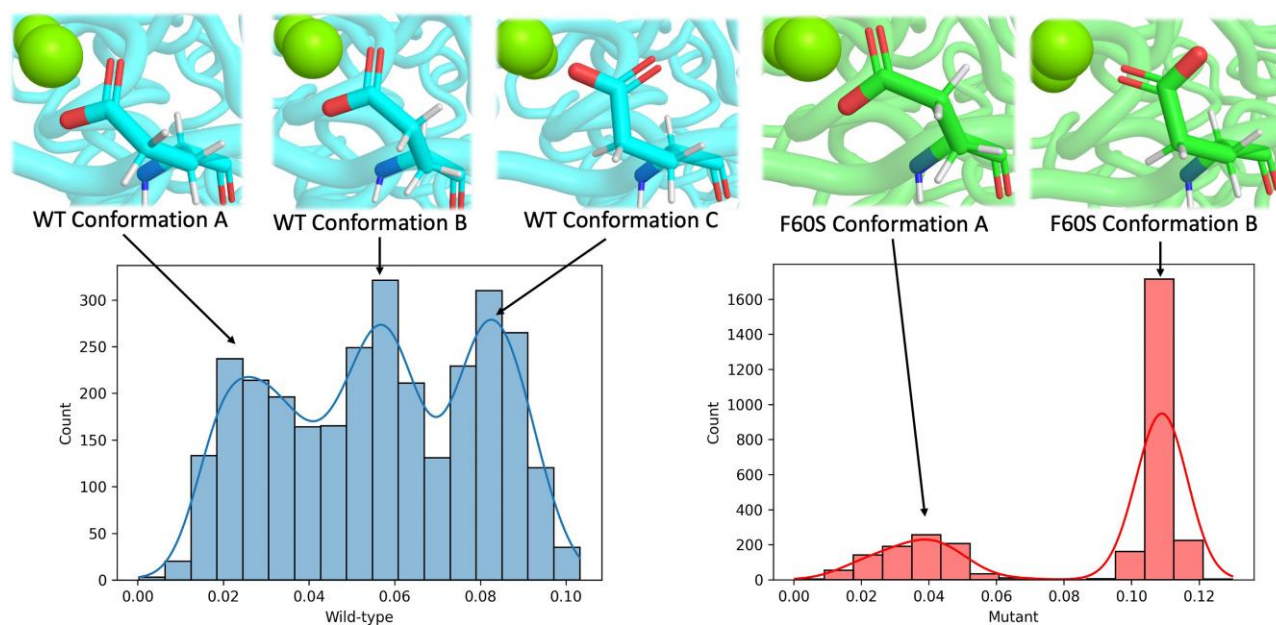 WT Conformation A
WT Conformation B
WT Conformation C
F60S Conformation A
F60S Conformation B
300
250
200
150
100
50
0
Count
0.00 0.02 0.04 0.06 0.08 0.10
Wild-type
1600
1400
1200
1000
800
600
400
200
0
Count
0.00 0.02 0.04 0.06 0.08 0.10 0.12
Mutant